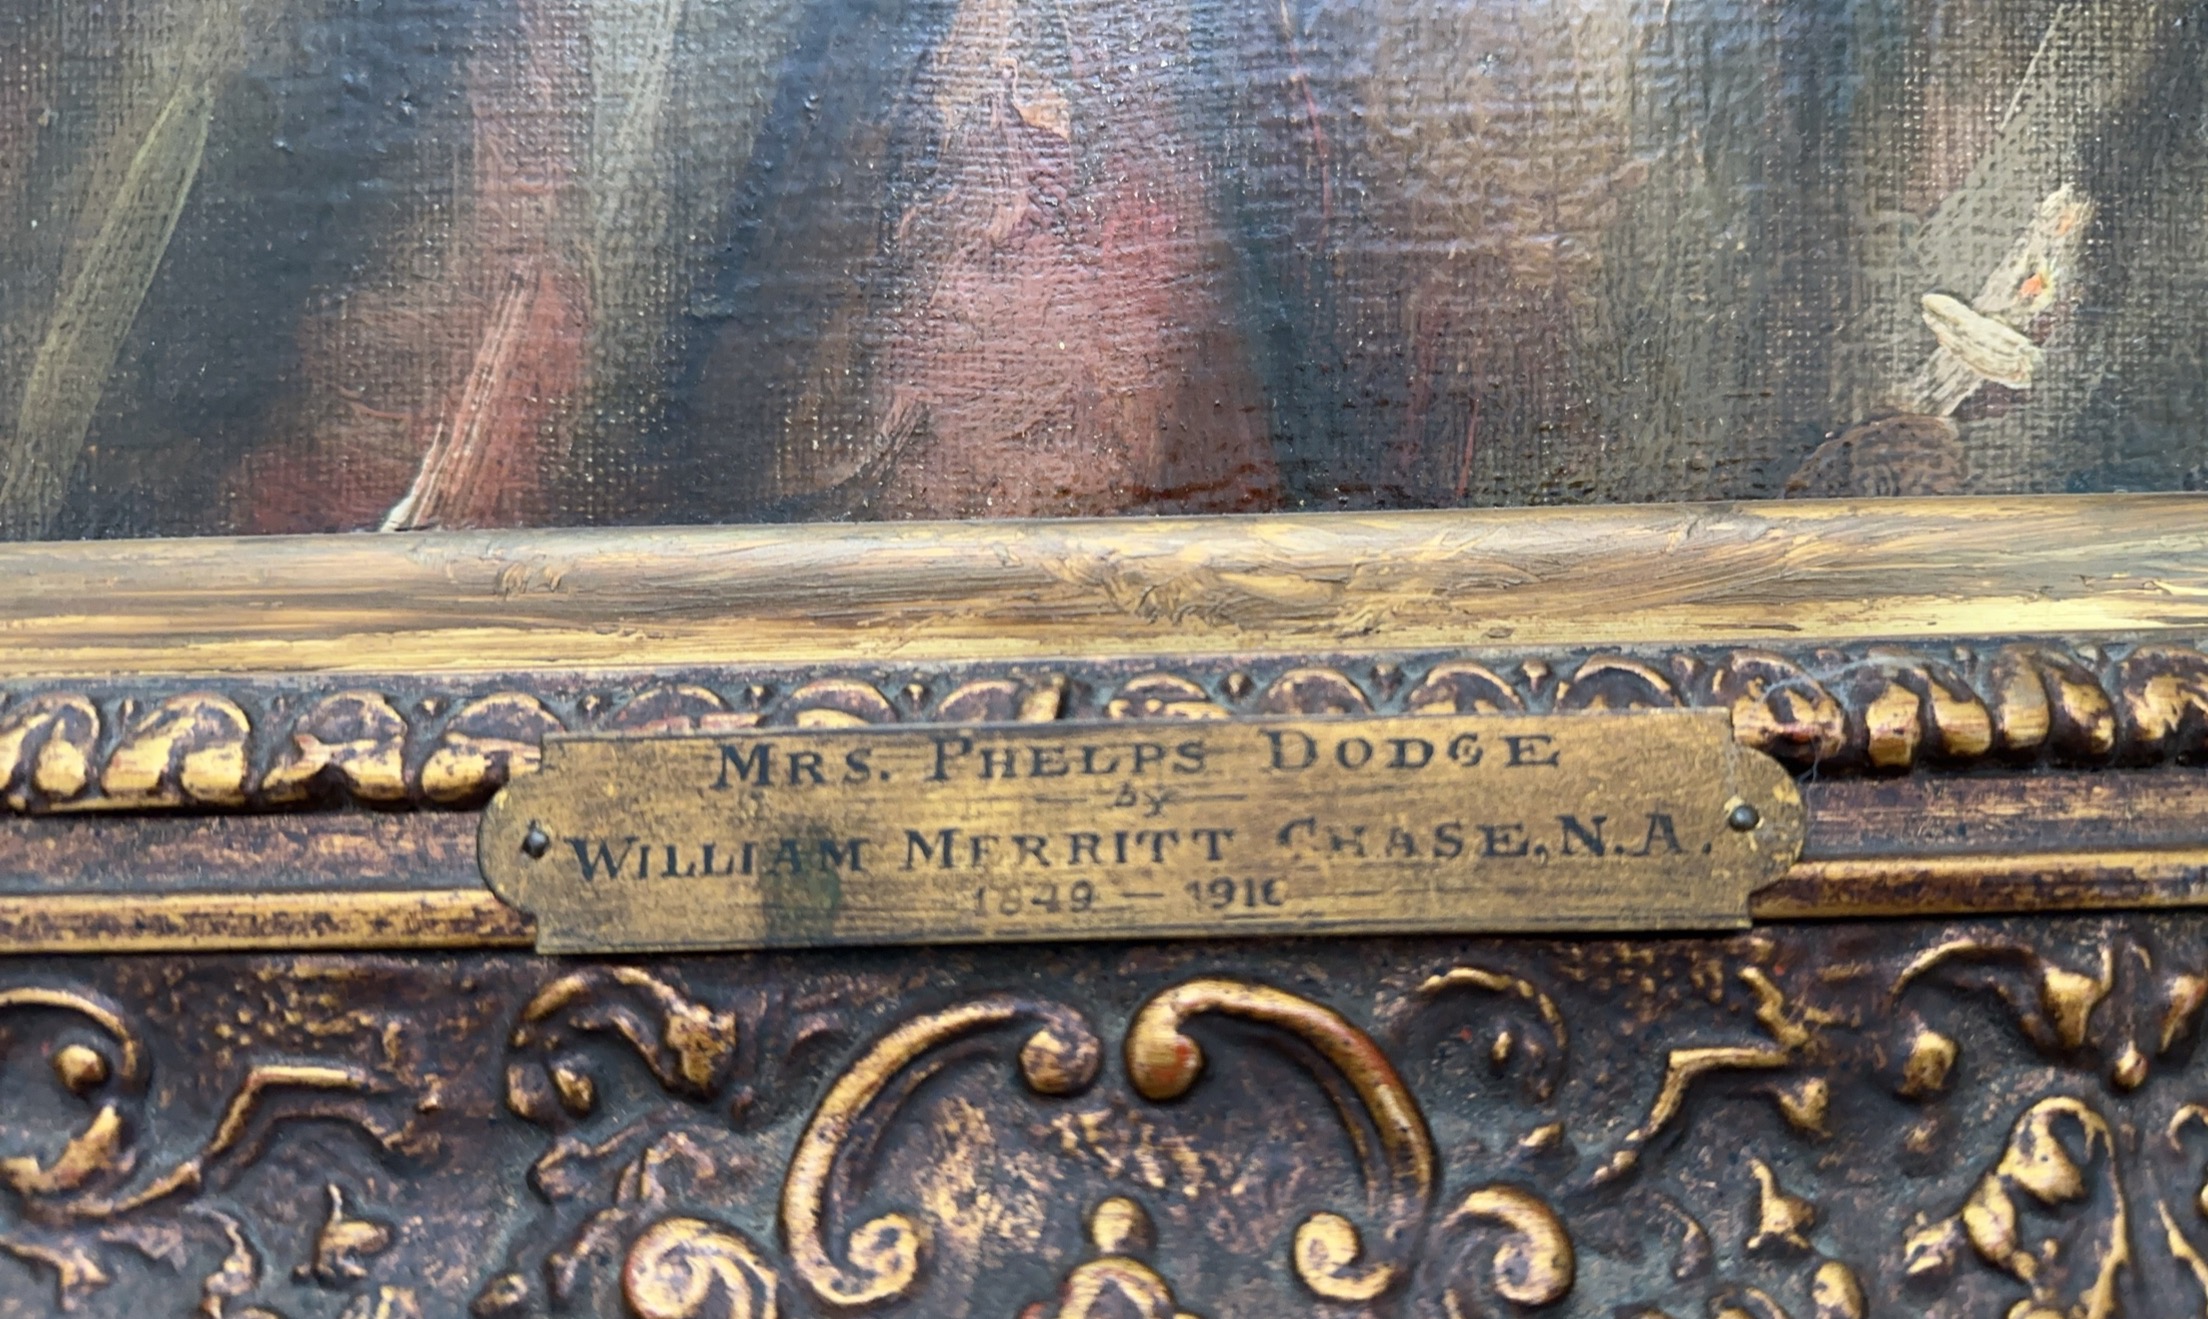 MRS. PHELPS DODGE
by
WILLIAM MERRITT CHASE, N.A.
1849 — 1916